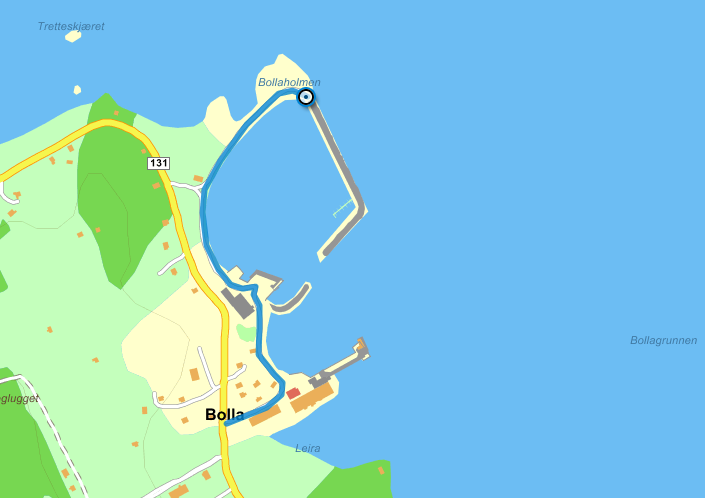 Tretteskjæret
Bollaholmen
131
Bollagrunnen
glugget
Bolla
Leira